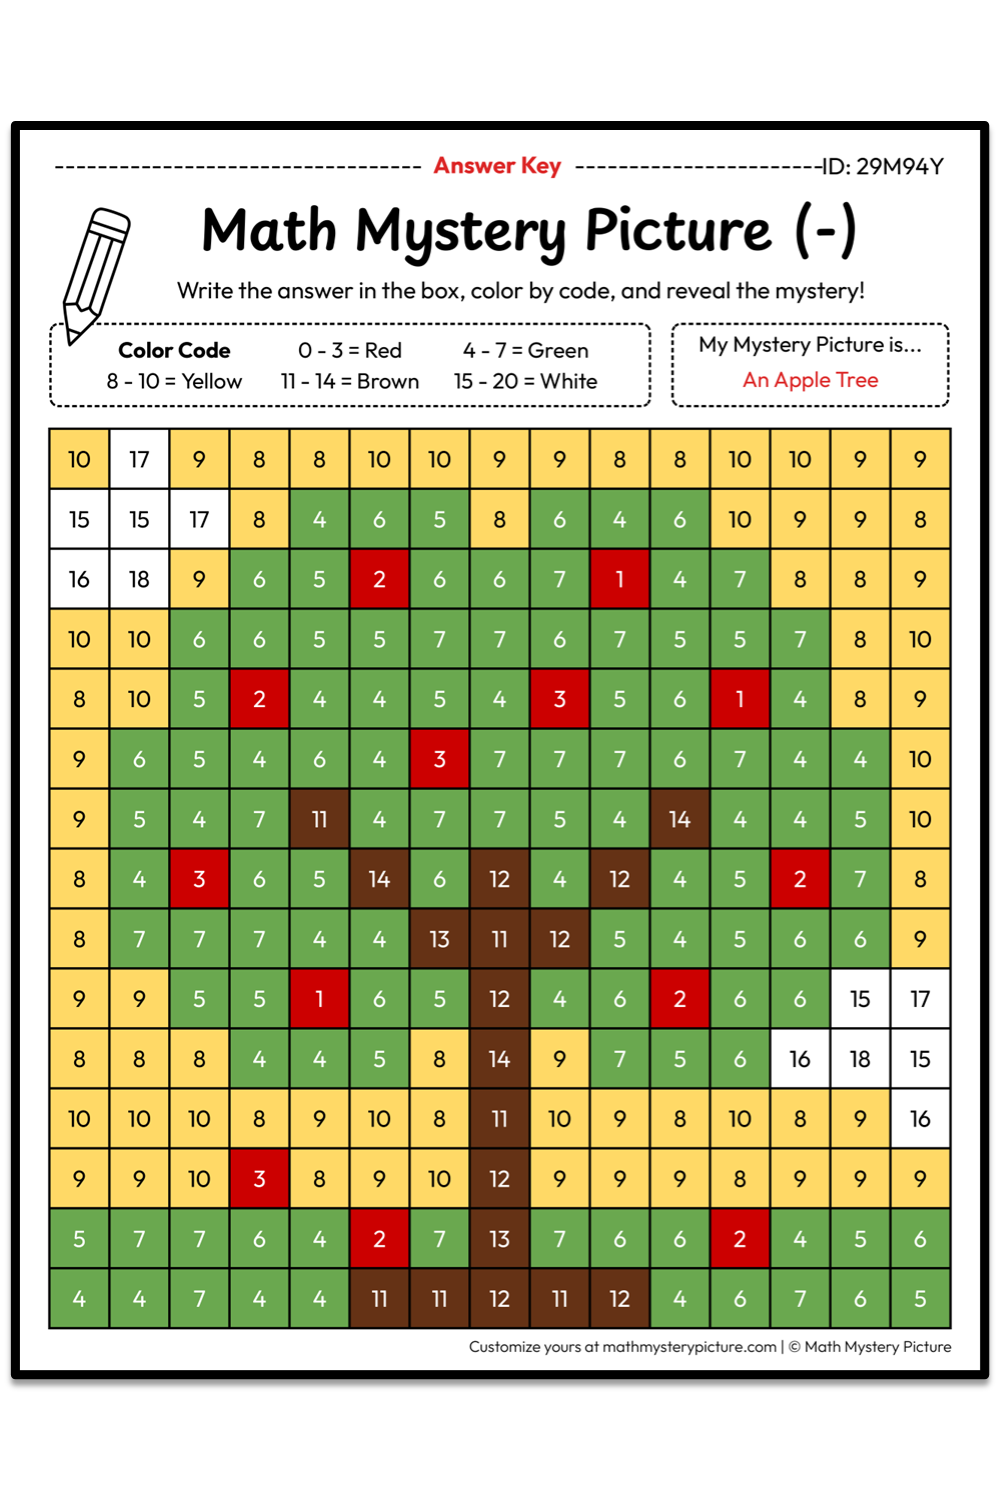 Answer Key
ID: 29M94Y
Math Mystery Picture (-)
Write the answer in the box, color by code, and reveal the mystery!
Color Code 0 - 3 = Red 4 - 7 = Green
8 - 10 = Yellow 11 - 14 = Brown 15 - 20 = White
My Mystery Picture is...
An Apple Tree
10 17 9 8 8 10 10 9 9 8 8 10 10 9 9
15 15 17 8 4 6 5 8 6 4 6 10 9 9 8
16 18 9 6 5 2 6 6 7 1 4 7 8 8 9
10 10 6 6 5 5 7 7 6 7 5 5 7 8 10
8 10 5 2 4 4 5 4 3 5 6 1 4 8 9
9 6 5 4 6 4 3 7 7 7 6 7 4 4 10
9 5 4 7 11 4 7 7 5 4 14 4 4 5 10
8 4 3 6 5 14 6 12 4 12 4 5 2 7 8
8 7 7 7 4 4 13 11 12 5 4 5 6 6 9
9 9 5 5 1 6 5 12 4 6 2 6 6 15 17
8 8 8 4 4 5 8 14 9 7 5 6 16 18 15
10 10 10 8 9 10 8 11 10 9 8 10 8 9 16
9 9 10 3 8 9 10 12 9 9 9 8 9 9 9
5 7 7 6 4 2 7 13 7 6 6 2 4 5 6
4 4 7 4 4 11 11 12 11 12 4 6 7 6 5
Customize yours at mathmysterypicture.com | © Math Mystery Picture